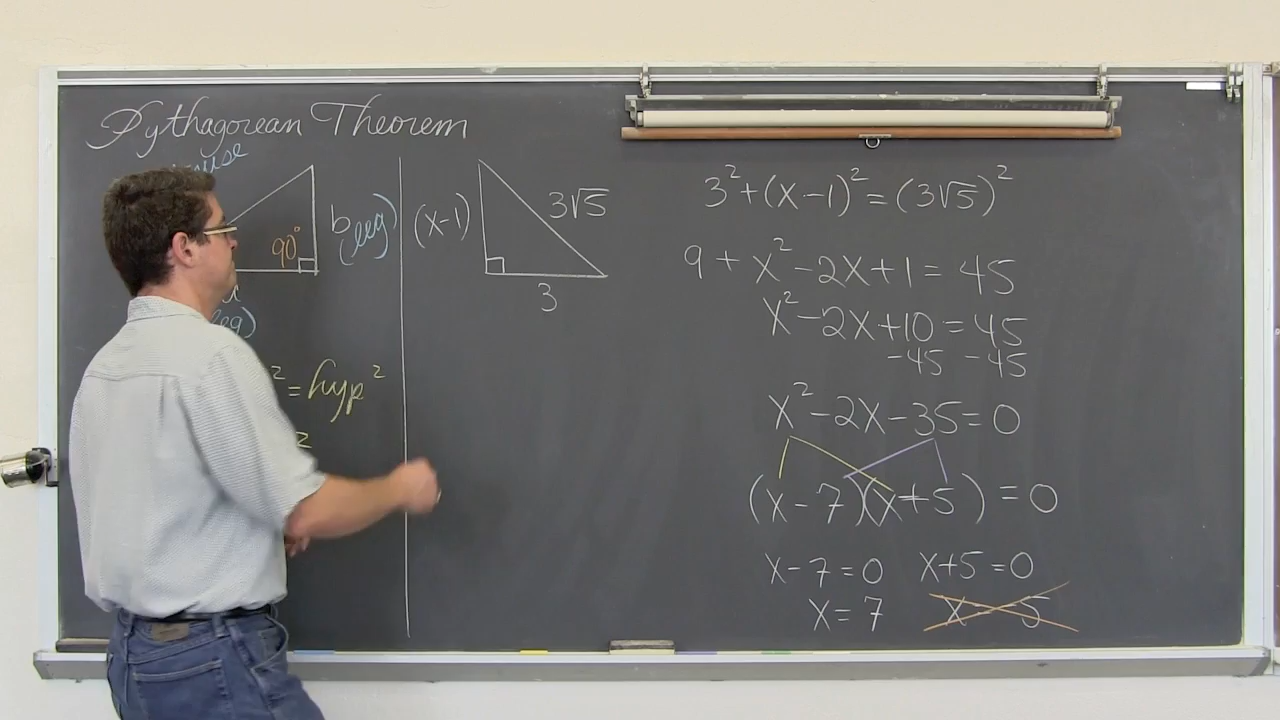 Pythagorean Theorem
90°
b
(leg)
² = hyp²
(x-1)
3√5
3
3² + (x-1)² = (3√5)²
9 + x² - 2x + 1 = 45
x² - 2x + 10 = 45
-45 -45
x² - 2x - 35 = 0
(x - 7)(x + 5) = 0
x - 7 = 0 x + 5 = 0
x = 7